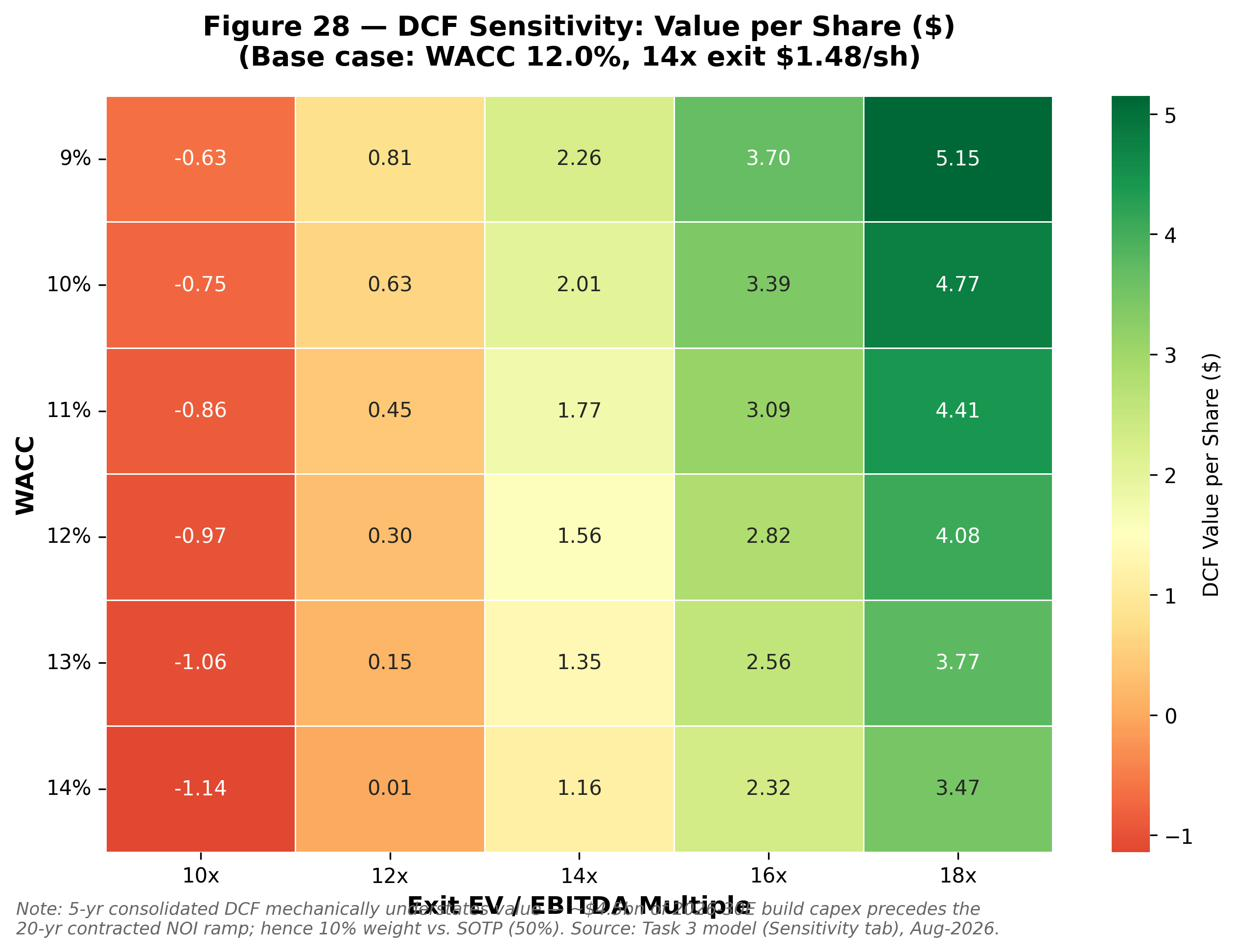 Figure 28 — DCF Sensitivity: Value per Share ($)
(Base case: WACC 12.0%, 14x exit $1.48/sh)
9% -0.63 0.81 2.26 3.70 5.15
10% -0.75 0.63 2.01 3.39 4.77
11% -0.86 0.45 1.77 3.09 4.41
12% -0.97 0.30 1.56 2.82 4.08
13% -1.06 0.15 1.35 2.56 3.77
14% -1.14 0.01 1.16 2.32 3.47
10x 12x 14x 16x 18x
WACC
Exit EV / EBITDA Multiple
5
4
3
2
1
0
−1
DCF Value per Share ($)
Note: 5-yr consolidated DCF mechanically understates value build capex precedes the
20-yr contracted NOI ramp; hence 10% weight vs. SOTP (50%). Source: Task 3 model (Sensitivity tab), Aug-2026.